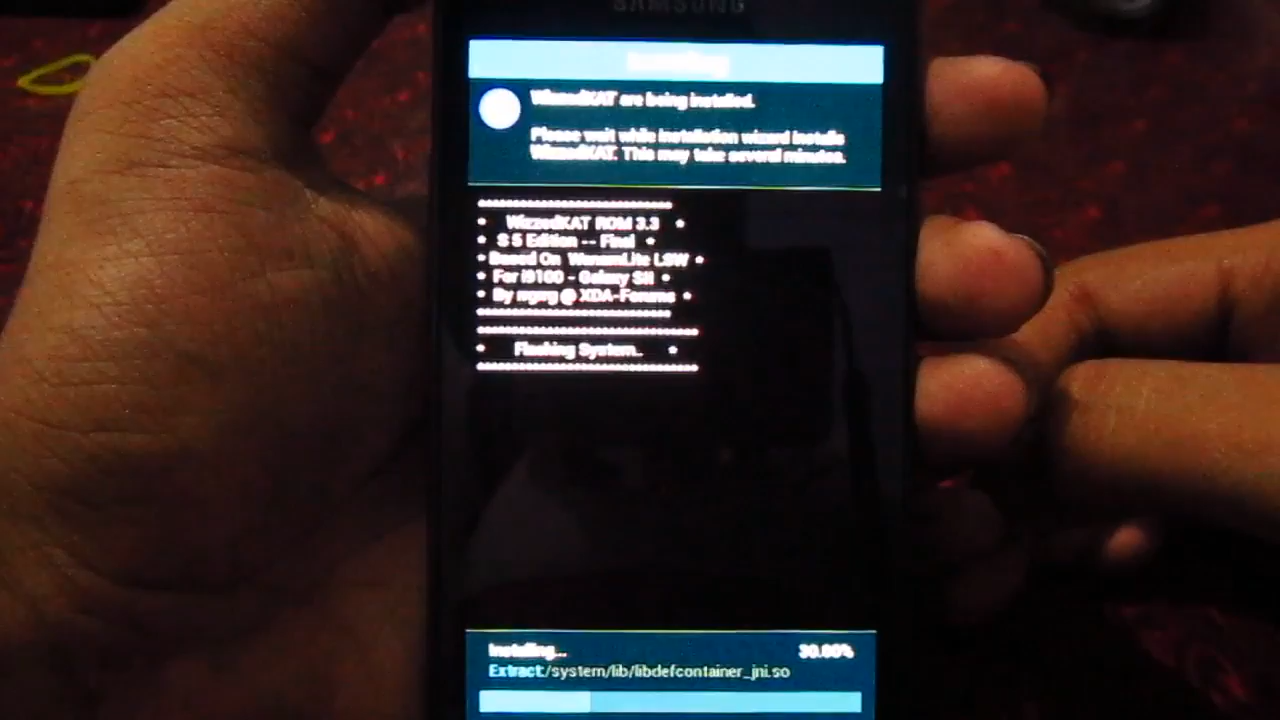 SAMSUNG
Installing
WizzedKAT are being installed.
Please wait while installation wizard installs
WizzedKAT. This may take several minutes.
WizzedKAT ROM 3.3
S 5 Edition -- Final
Based On WanamLite LSW
For i9100 - Galaxy SII
By @ XDA-Forums
Flashing System..
Installing... 30.00%
Extract:/system/lib/libdefcontainer_jni.so